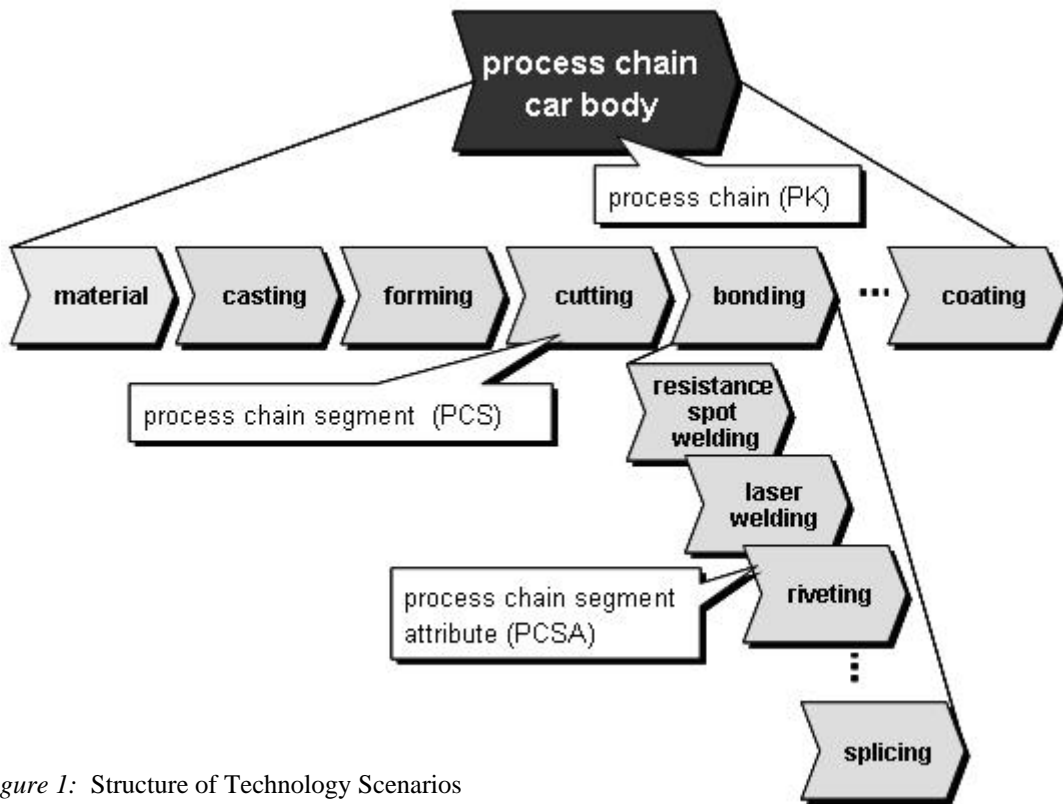 process chain
car body
process chain (PK)
material
casting
forming
cutting
bonding
...
coating
process chain segment (PCS)
resistance
spot
welding
laser
welding
process chain segment
attribute (PCSA)
riveting
...
splicing
gure 1: Structure of Technology Scenarios